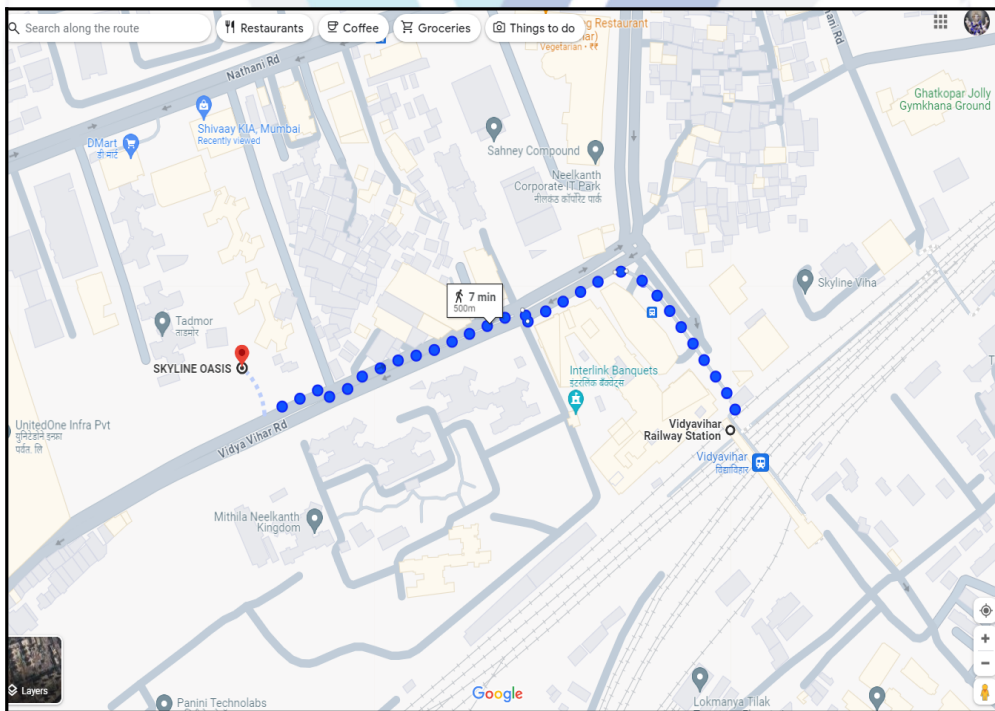 Search along the route
Restaurants
Coffee
Groceries
Things to do
Restaurant
Vegetarian · ₹₹
Nathani Rd
Shivaay KIA, Mumbai
Recently viewed
DMart
डी मार्ट
Sahney Compound
Neelkanth
Corporate IT Park
नीलकंठ कॉर्पोरेट पार्क
Ghatkopar Jolly
Gymkhana Ground
Skyline Viha
7 min
500m
Tadmor
ताडमोर
SKYLINE OASIS
Interlink Banquets
इंटरलिंक बँक्वेट्स
Vidyavihar
Railway Station
Vidyavihar
विद्याविहार
UnitedOne Infra Pvt
Vidya Vihar Rd
Mithila Neelkanth
Kingdom
Layers
Google
Panini Technolabs
Lokmanya Tilak